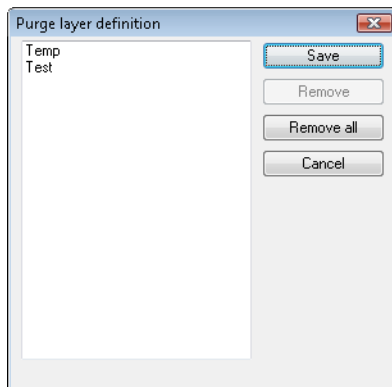 Purge layer definition
Temp
Test
Save
Remove
Remove all
Cancel